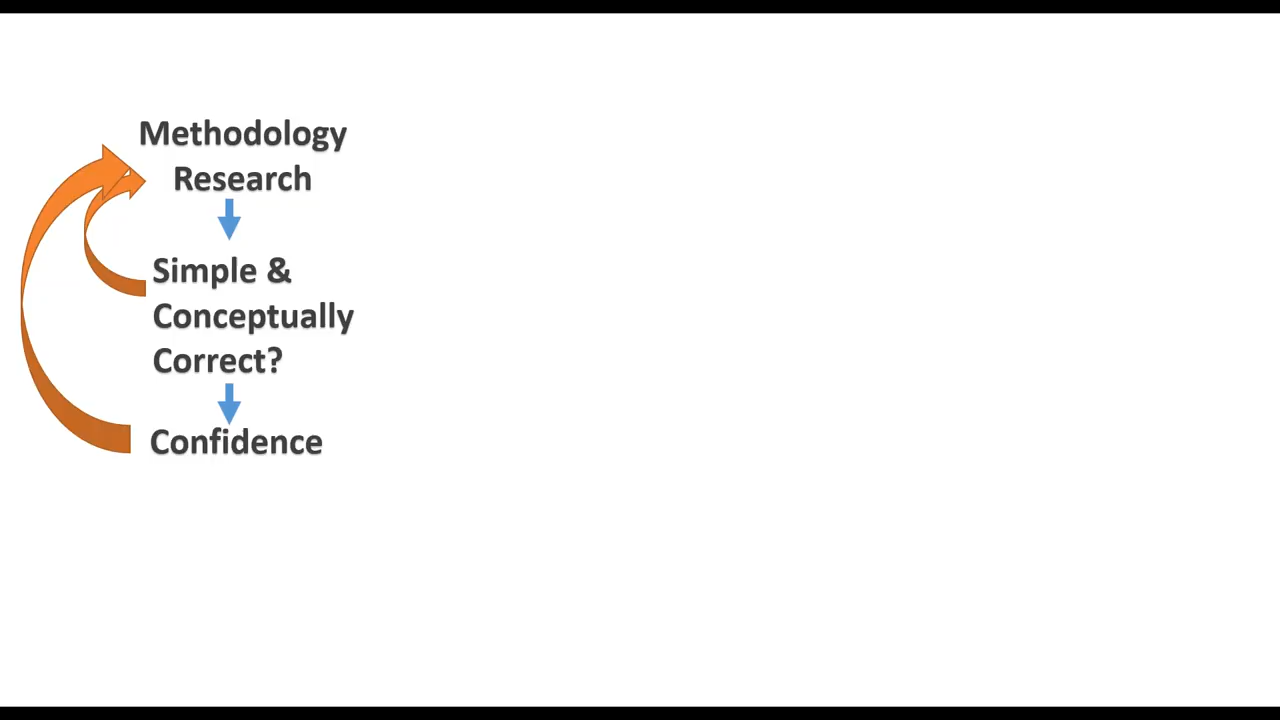 Methodology
Research
Simple &
Conceptually
Correct?
Confidence